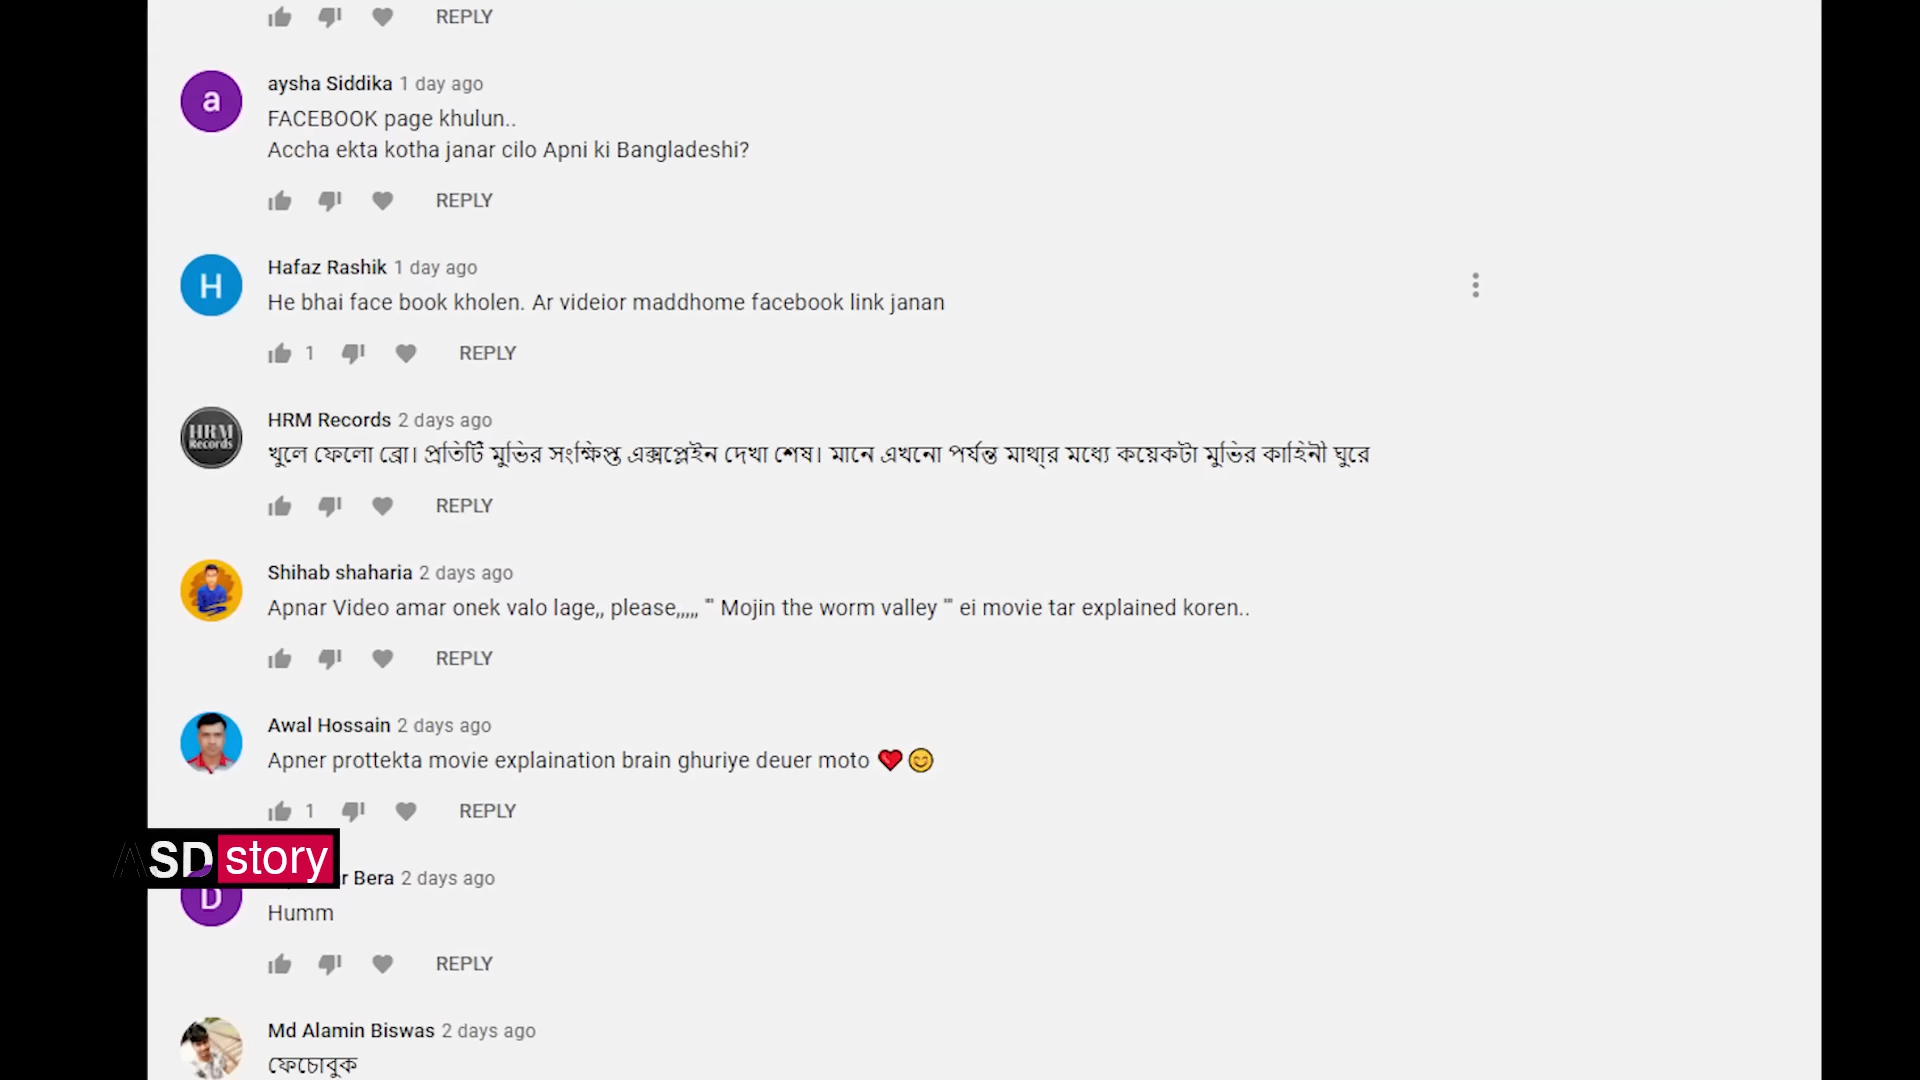 REPLY
a
aysha Siddika 1 day ago
FACEBOOK page khulun..
Accha ekta kotha janar cilo Apni ki Bangladeshi?
REPLY
H
Hafaz Rashik 1 day ago
He bhai face book kholen. Ar videior maddhome facebook link janan
1 REPLY
HRM Records
HRM Records 2 days ago
খুলে ফেলো ব্রো। প্রতিটি মুভির সংক্ষিপ্ত এক্সপ্লেইন দেখা শেষ। মানে এখনো পর্যন্ত মাথা্র মধ্যে কয়েকটা মুভির কাহিনী ঘুরে
REPLY
Shihab shaharia 2 days ago
Apnar Video amar onek valo lage,, please,,,,, "' Mojin the worm valley '" ei movie tar explained koren..
REPLY
Awal Hossain 2 days ago
Apner prottekta movie explaination brain ghuriye deuer moto ❤😊
1 REPLY
ASD story
D
Bera 2 days ago
Humm
REPLY
Md Alamin Biswas 2 days ago
ফেচোবুক